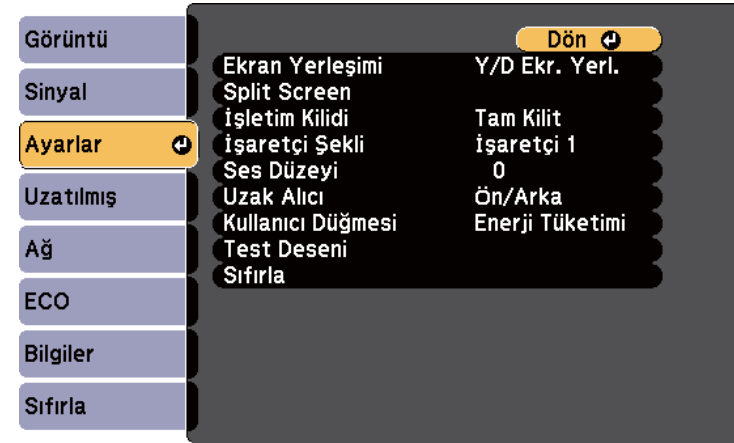 Görüntü
Sinyal
Ayarlar
Uzatılmış
Ağ
ECO
Bilgiler
Sıfırla
Dön
Ekran Yerleşimi Y/D Ekr. Yerl.
Split Screen
İşletim Kilidi Tam Kilit
İşaretçi Şekli İşaretçi 1
Ses Düzeyi 0
Uzak Alıcı Ön/Arka
Kullanıcı Düğmesi Enerji Tüketimi
Test Deseni
Sıfırla